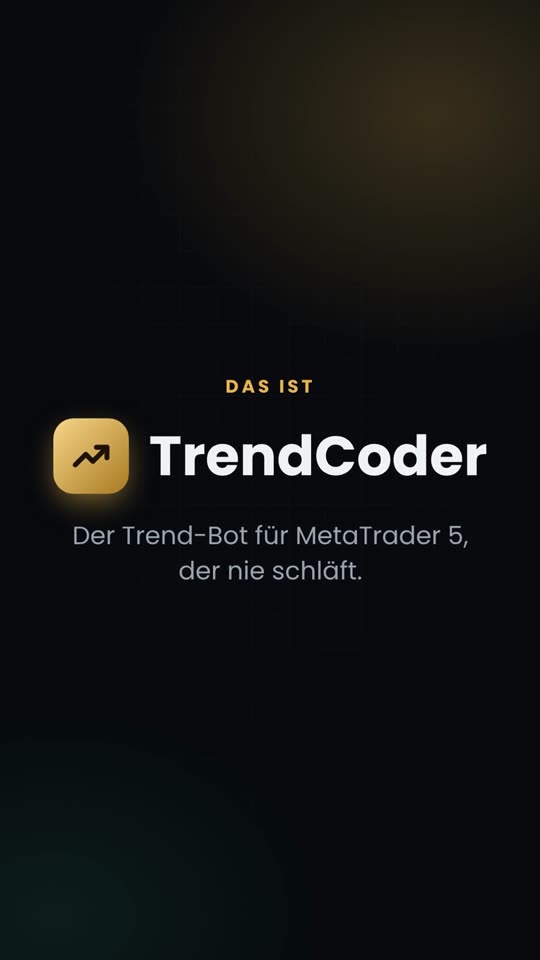 DAS IST
TrendCoder
Der Trend-Bot für MetaTrader 5,
der nie schläft.